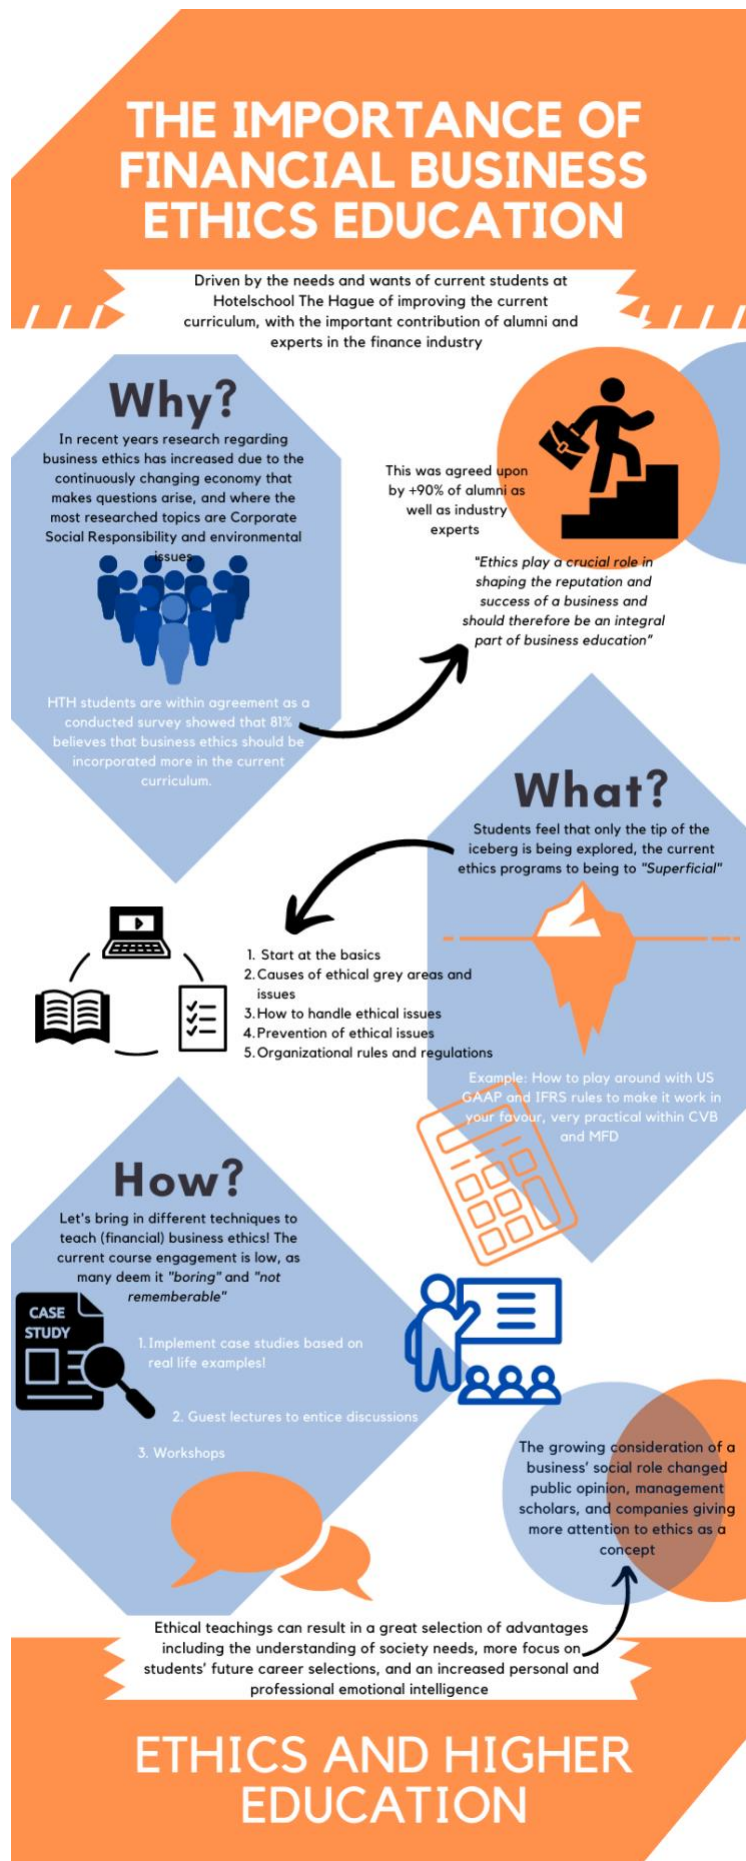 THE IMPORTANCE OF
FINANCIAL BUSINESS
ETHICS EDUCATION
Driven by the needs and wants of current students at
Hotelschool The Hague of improving the current
curriculum, with the important contribution of alumni and
experts in the finance industry
Why?
In recent years research regarding
business ethics has increased due to the
continuously changing economy that
makes questions arise, and where the
most researched topics are Corporate
Social Responsibility and environmental
issues
HTH students are within agreement as a
conducted survey showed that 81%
believes that business ethics should be
incorporated more in the current
curriculum.
This was agreed upon
by +90% of alumni as
well as industry
experts
"Ethics play a crucial role in
shaping the reputation and
success of a business and
should therefore be an integral
part of business education"
What?
Students feel that only the tip of the
iceberg is being explored, the current
ethics programs to being to "Superficial"
1. Start at the basics
2. Causes of ethical grey areas and
issues
3. How to handle ethical issues
4. Prevention of ethical issues
5. Organizational rules and regulations
Example: How to play around with US
GAAP and IFRS rules to make it work in
your favour, very practical within CVB
and MFD
How?
Let's bring in different techniques to
teach (financial) business ethics! The
current course engagement is low, as
many deem it "boring" and "not
rememberable"
CASE
STUDY
1. Implement case studies based on
real life examples!
2. Guest lectures to entice discussions
3. Workshops
The growing consideration of a
business' social role changed
public opinion, management
scholars, and companies giving
more attention to ethics as a
concept
Ethical teachings can result in a great selection of advantages
including the understanding of society needs, more focus on
students' future career selections, and an increased personal and
professional emotional intelligence
ETHICS AND HIGHER
EDUCATION